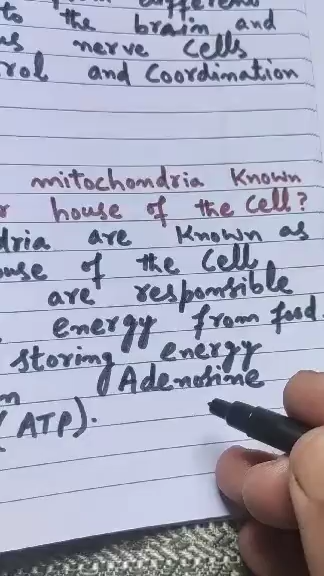 to the brain and
nerve cells
and Coordination
mitochondria Known
house of the cell?
are Known as
of the cell
are responsible
energy from food
storing energy
Adenosine
(ATP).